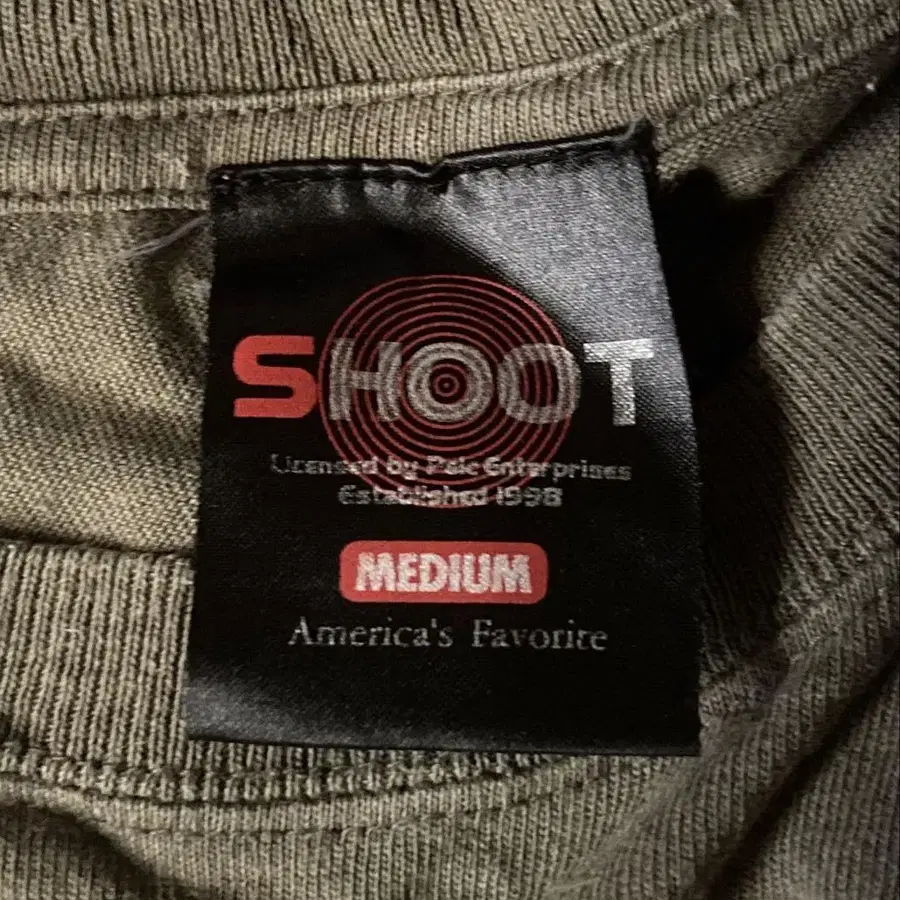 SHOOT
Licensed by Enterprises
Established 1998
MEDIUM
America's Favorite